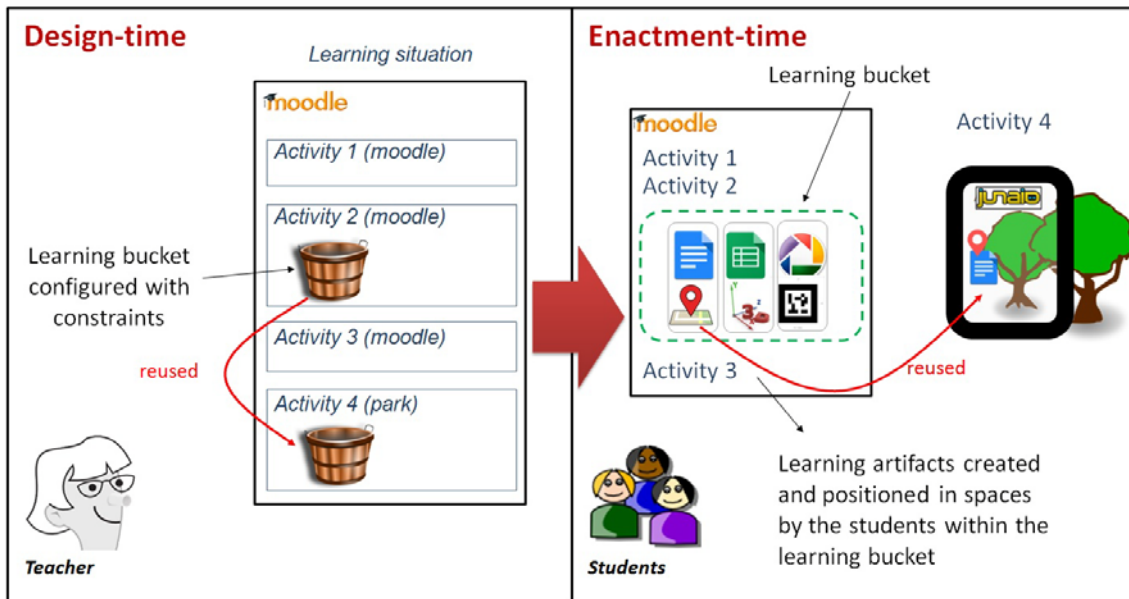 Design-time
Learning situation
moodle
Activity 1 (moodle)
Activity 2 (moodle)
Learning bucket
configured with
constraints
Activity 3 (moodle)
reused
Activity 4 (park)
Teacher
Enactment-time
Learning bucket
moodle
Activity 1
Activity 2
Activity 3
Activity 4
junaio
reused
Learning artifacts created
and positioned in spaces
by the students within the
learning bucket
Students